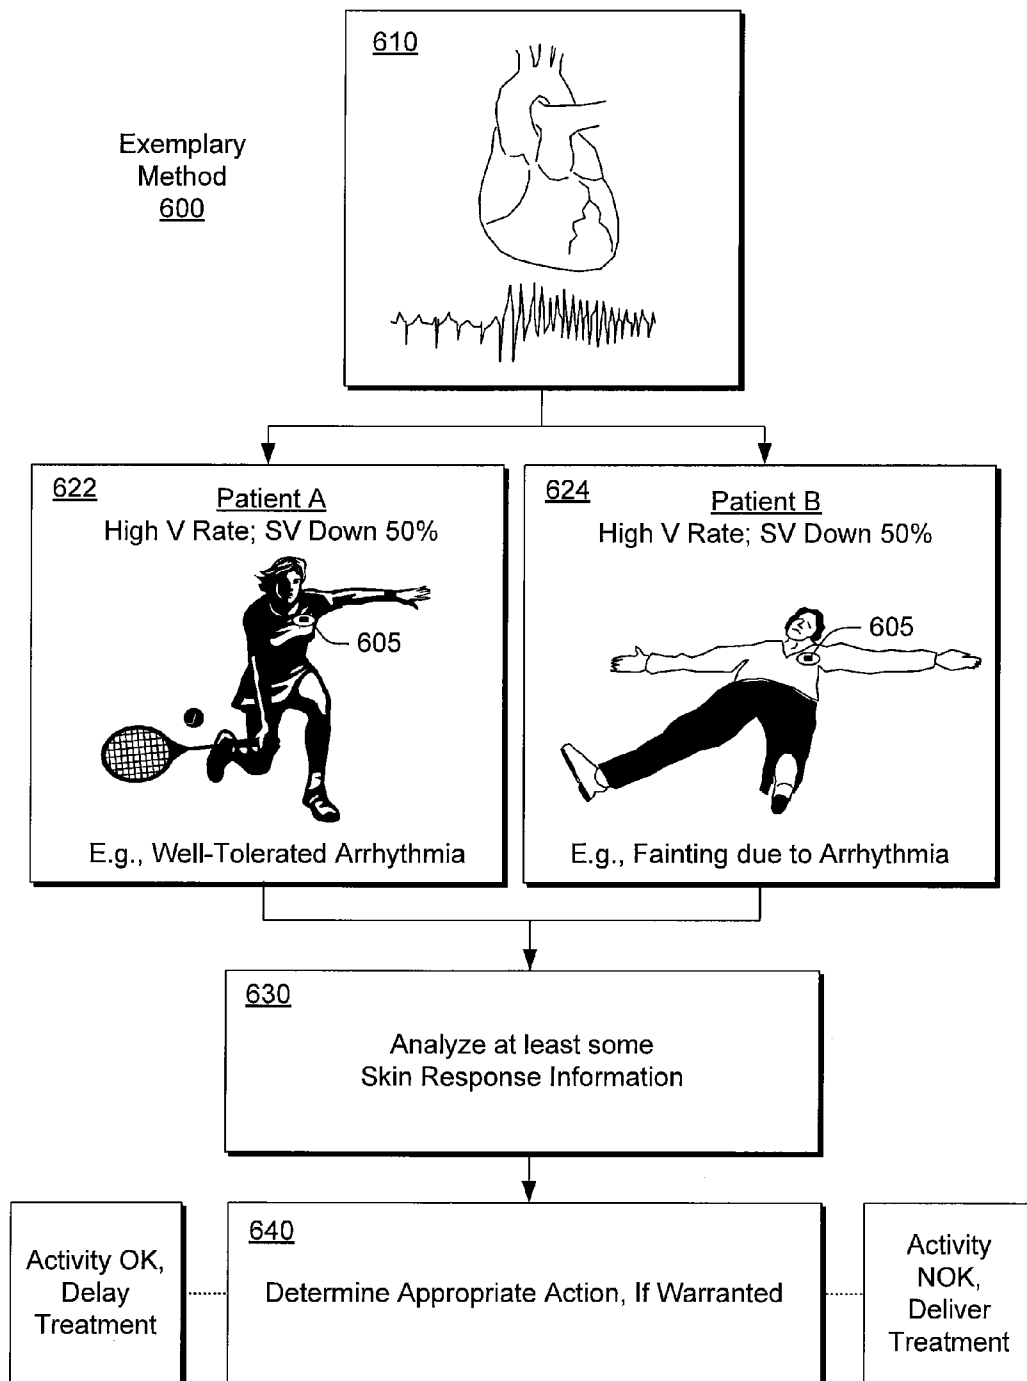 610
Exemplary
Method
600
622
Patient A
High V Rate; SV Down 50%
605
E.g., Well-Tolerated Arrhythmia
624
Patient B
High V Rate; SV Down 50%
605
E.g., Fainting due to Arrhythmia
630
Analyze at least some
Skin Response Information
Activity OK,
Delay
Treatment
640
Determine Appropriate Action, If Warranted
Activity
NOK,
Deliver
Treatment